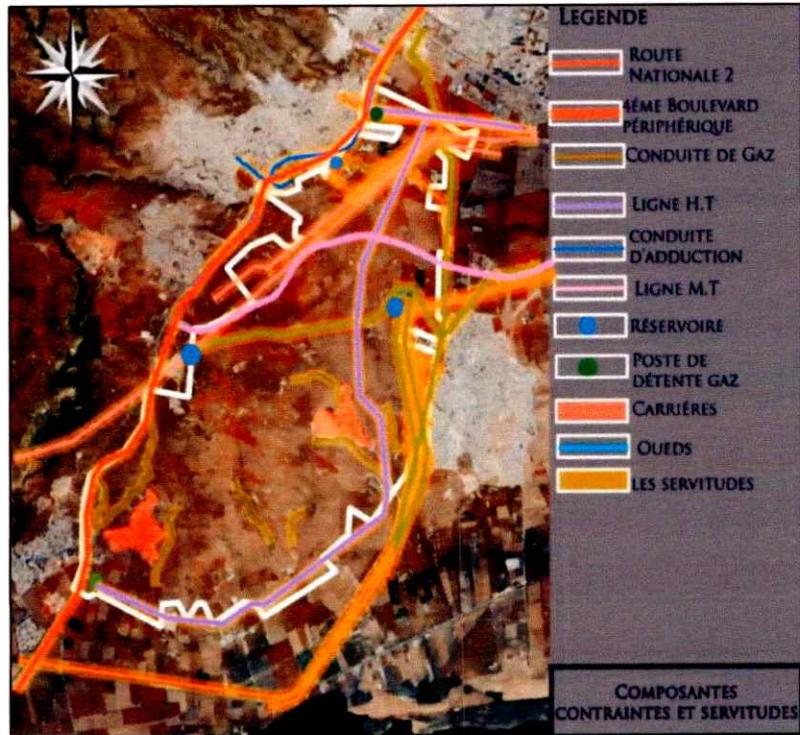 LEGENDE
ROUTE
NATIONALE 2
4ÉME BOULEVARD
PÉRIPHÉRIQUE
CONDUITE DE GAZ
LIGNE H.T
CONDUITE
D'ADDUCTION
LIGNE M.T
RÉSERVOIRE
POSTE DE
DÉTENTE GAZ
CARRIÉRES
OUEDS
LES SERVITUDES
COMPOSANTES
CONTRAINTES ET SERVITUDES